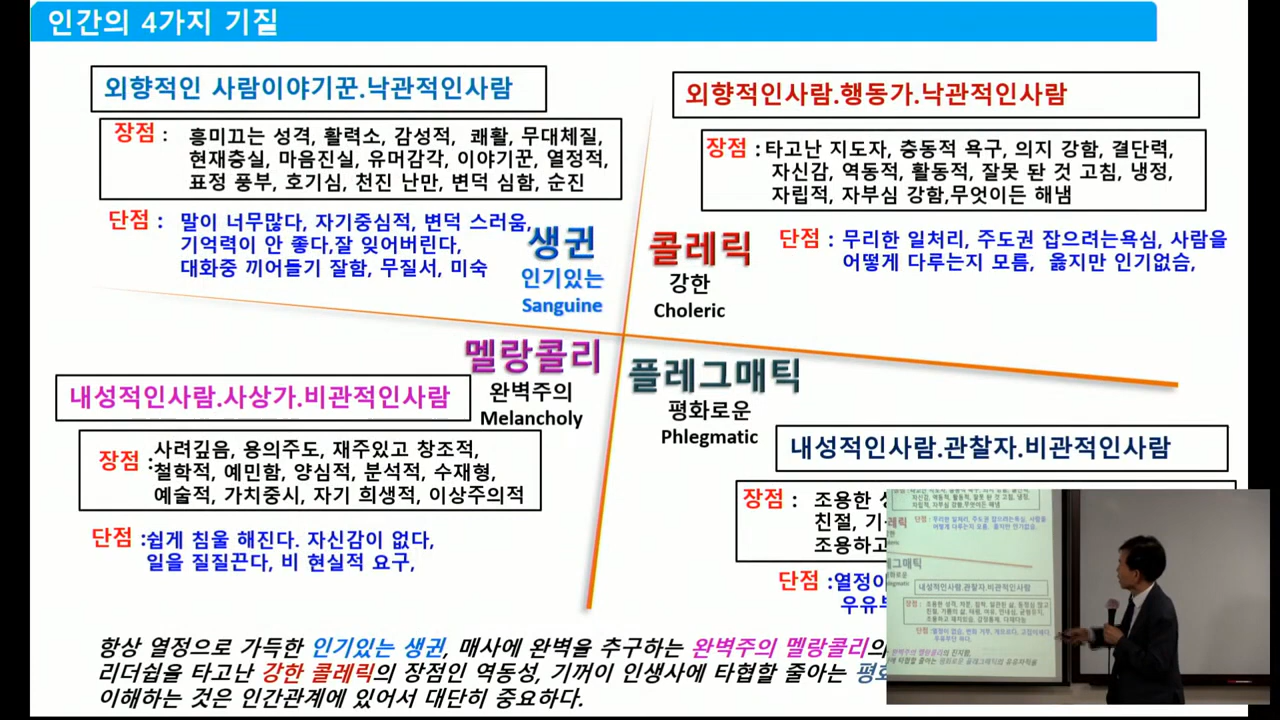 인간의 4가지 기질
외향적인 사람이야기꾼.낙관적인사람
장점 : 흥미끄는 성격, 활력소, 감성적, 쾌활, 무대체질,
현재충실, 마음진실, 유머감각, 이야기꾼, 열정적,
표정 풍부, 호기심, 천진 난만, 변덕 심함, 순진
단점 : 말이 너무많다, 자기중심적, 변덕 스러움,
기억력이 안 좋다,잘 잊어버린다,
대화중 끼어들기 잘함, 무질서, 미숙
생귄
인기있는
Sanguine
외향적인사람.행동가.낙관적인사람
장점 :타고난 지도자, 충동적 욕구, 의지 강함, 결단력,
자신감, 역동적, 활동적, 잘못 돤 것 고침, 냉정,
자립적, 자부심 강함,무엇이든 해냄
콜레릭
강한
Choleric
단점 : 무리한 일처리, 주도권 잡으려는욕심, 사람을
어떻게 다루는지 모름, 옳지만 인기없슴,
멜랑콜리
완벽주의
Melancholy
내성적인사람.사상가.비관적인사람
장점 :사려깊음, 용의주도, 재주있고 창조적,
철학적, 예민함, 양심적, 분석적, 수재형,
예술적, 가치중시, 자기 희생적, 이상주의적
단점 :쉽게 침울 해진다. 자신감이 없다,
일을 질질끈다, 비 현실적 요구,
플레그매틱
평화로운
Phlegmatic
내성적인사람.관찰자.비관적인사람
장점 : 조용한
친절,
조용하고
단점 :열정이
항상 열정으로 가득한 인기있는 생귄, 매사에 완벽을 추구하는 완벽주의 멜랑콜리의
리더쉽을 타고난 강한 콜레릭의 장점인 역동성, 기꺼이 인생사에 타협할 줄아는
이해하는 것은 인간관계에 있어서 대단히 중요하다.